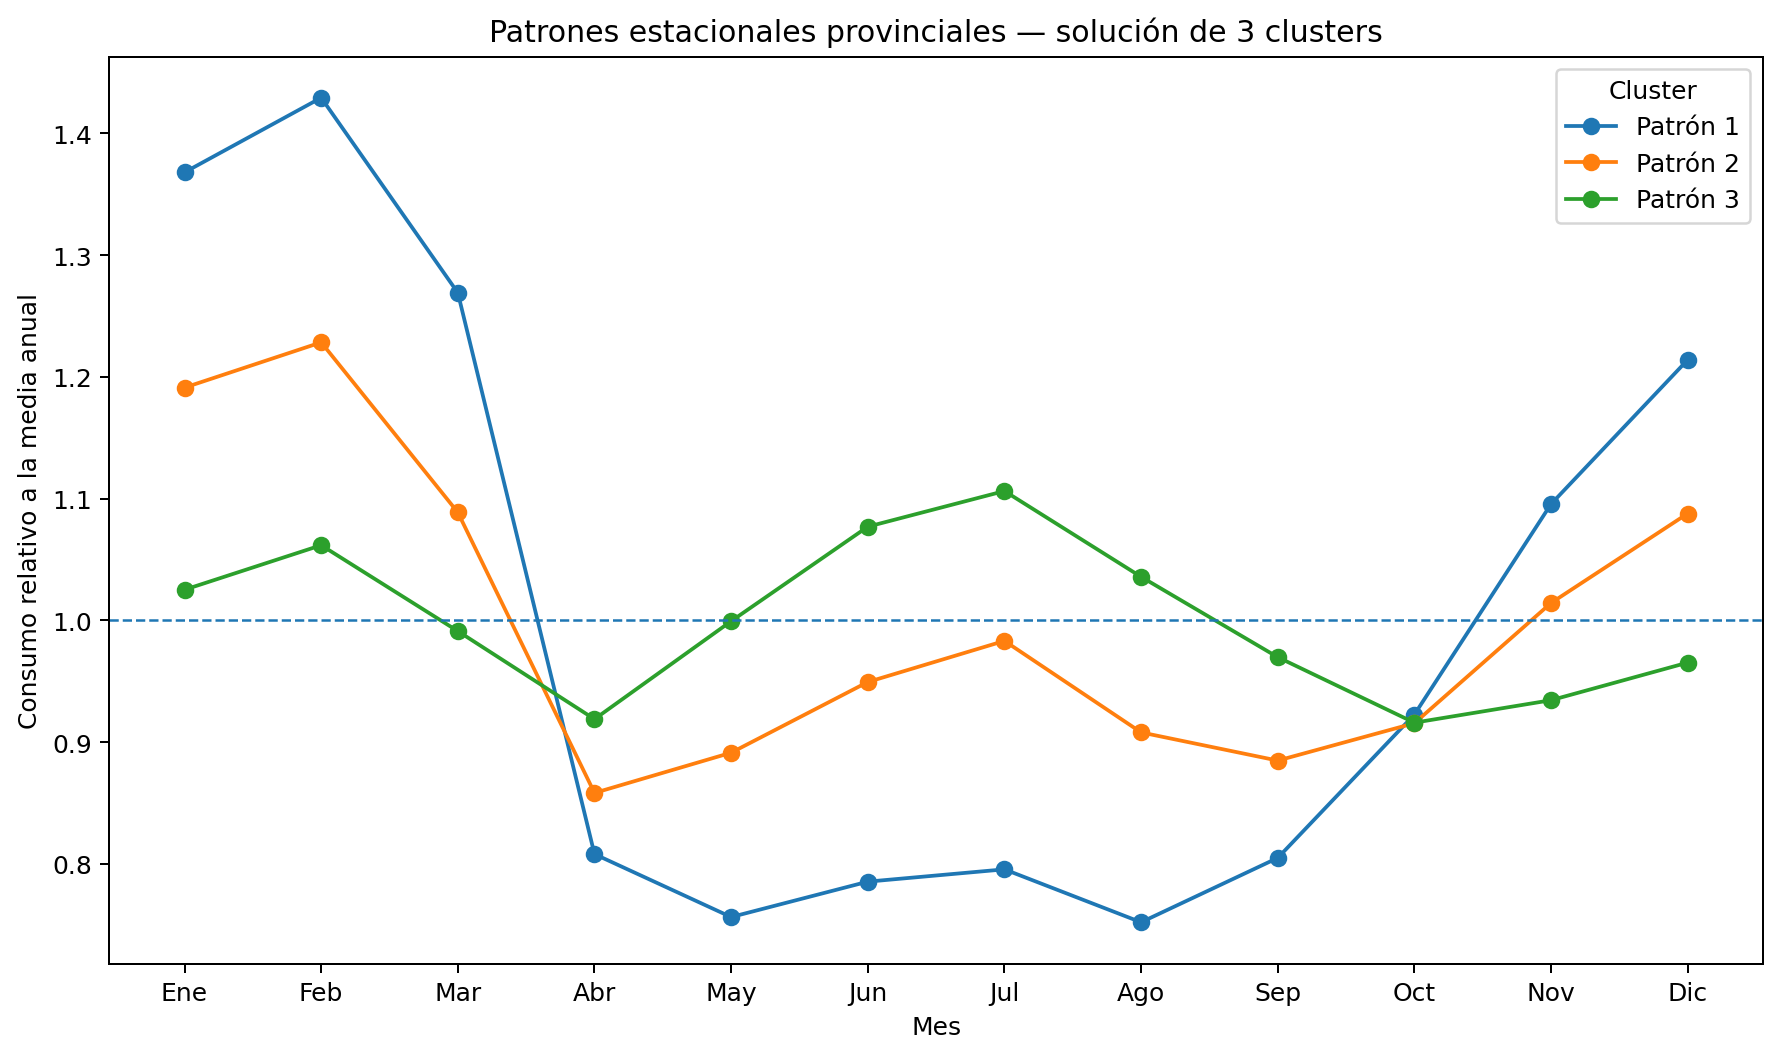 Patrones estacionales provinciales — solución de 3 clusters
Cluster
Patrón 1
Patrón 2
Patrón 3
Consumo relativo a la media anual
1.4
1.3
1.2
1.1
1.0
0.9
0.8
Ene Feb Mar Abr May Jun Jul Ago Sep Oct Nov Dic
Mes